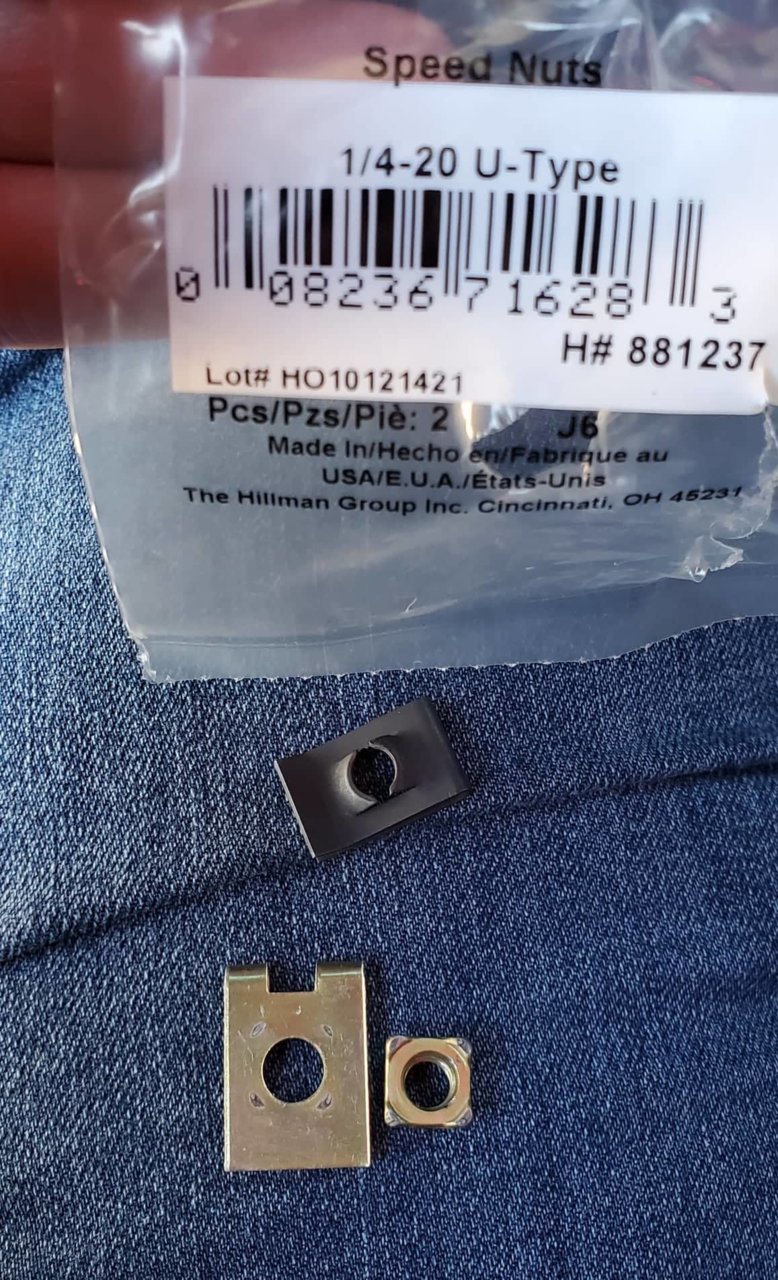 Speed Nuts
1/4-20 U-Type
0 08236 71628 3
H# 881237
Lot# HO10121421
Pcs/Pzs/Piè: 2 J6
Made In/Hecho en/Fabrique au
USA/E.U.A./États-Unis
The Hillman Group Inc. Cincinnati, OH 45231